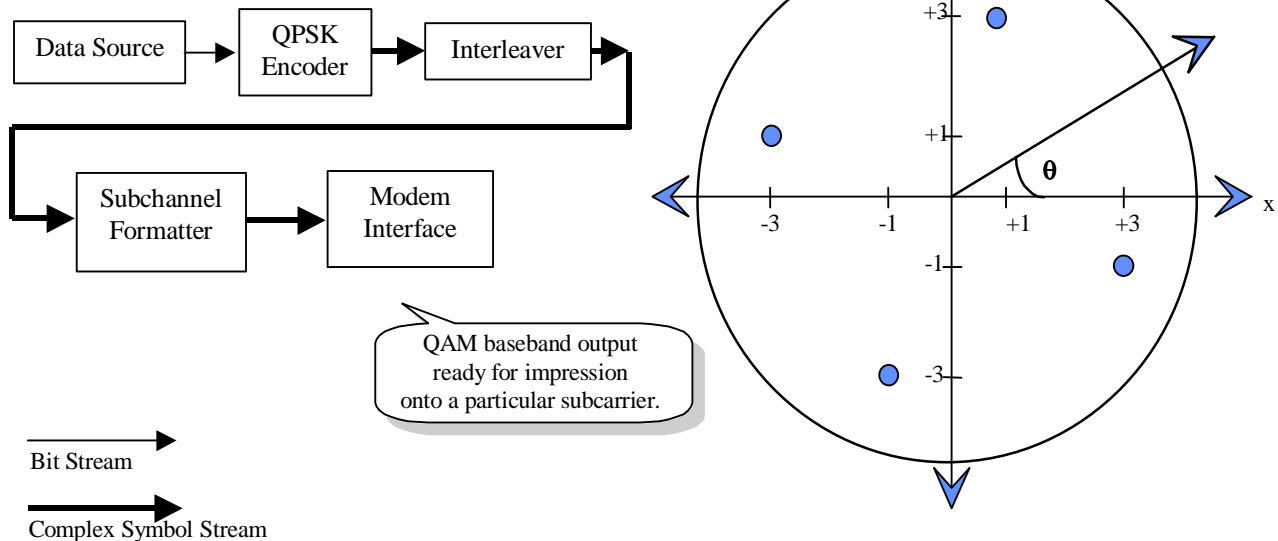 Data Source
QPSK
Encoder
Interleaver
Subchannel
Formatter
Modem
Interface
QAM baseband output
ready for impression
onto a particular subcarrier.
Bit Stream
Complex Symbol Stream
+3
+1
θ
-3
-1
+1
+3
x
-1
-3